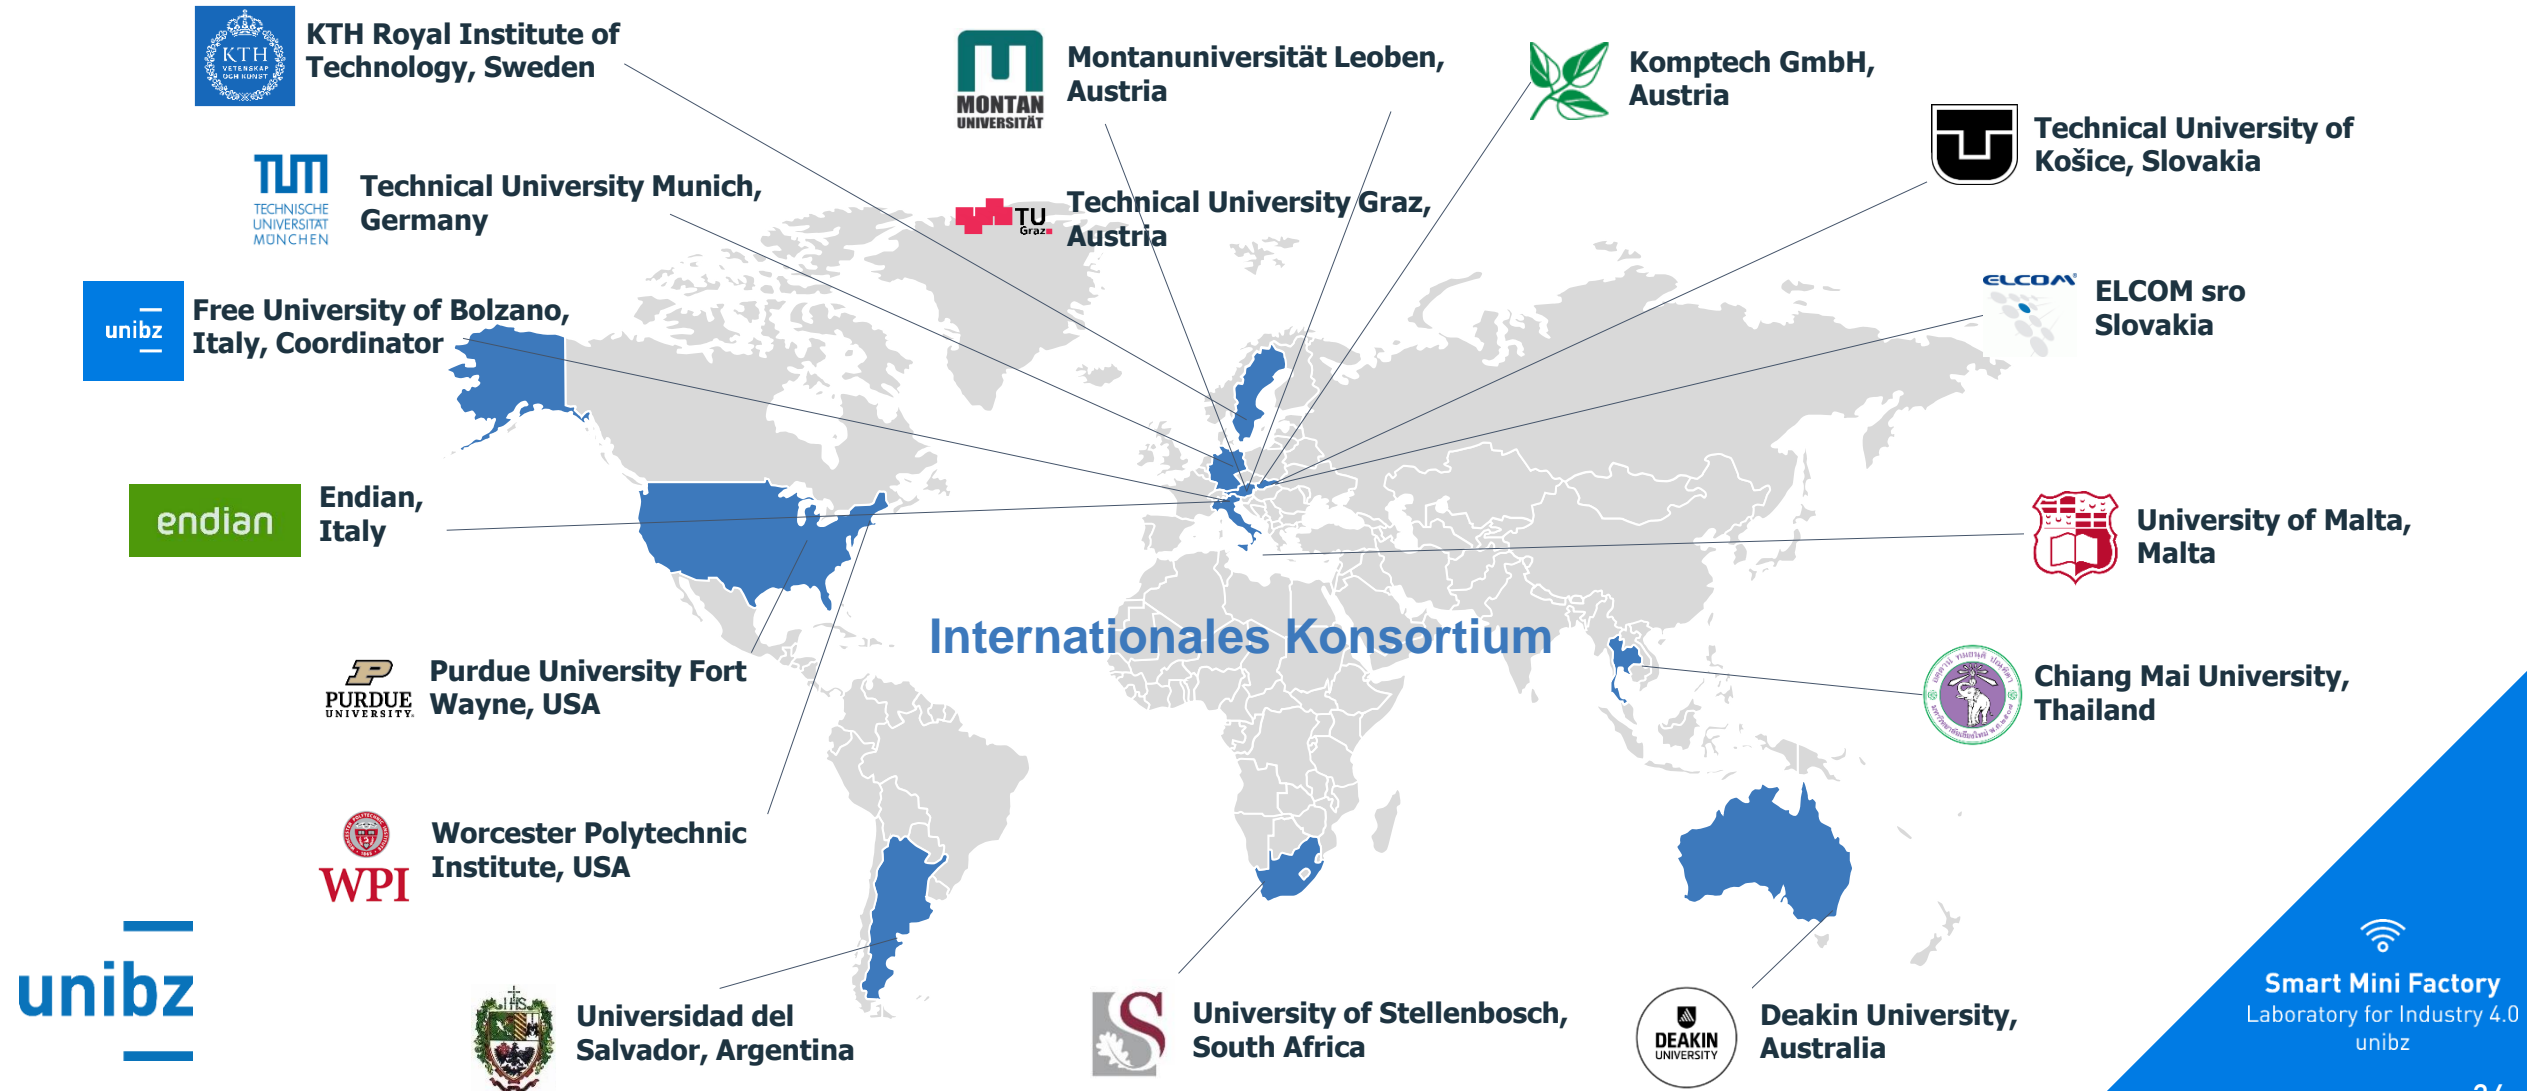 KTH
VETENSKAP
OCH KONST
KTH Royal Institute of
Technology, Sweden
MONTAN
UNIVERSITÄT
Montanuniversität Leoben,
Austria
Komptech GmbH,
Austria
Technical University of
Košice, Slovakia
TUM
TECHNISCHE
UNIVERSITÄT
MÜNCHEN
Technical University Munich,
Germany
TU
Graz
Technical University Graz,
Austria
unibz
Free University of Bolzano,
Italy, Coordinator
ELCOM
ELCOM sro
Slovakia
endian
Endian,
Italy
University of Malta,
Malta
Internationales Konsortium
PURDUE
UNIVERSITY
Purdue University Fort
Wayne, USA
Chiang Mai University,
Thailand
WPI
Worcester Polytechnic
Institute, USA
unibz
IHS
Universidad del
Salvador, Argentina
S
University of Stellenbosch,
South Africa
DEAKIN
UNIVERSITY
Deakin University,
Australia
Smart Mini Factory
Laboratory for Industry 4.0
unibz